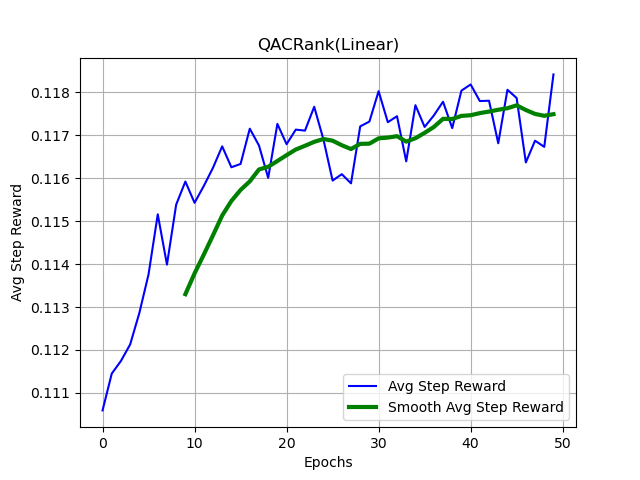 QACRank(Linear)
0.118
0.117
0.116
0.115
0.114
0.113
0.112
0.111
Avg Step Reward
0
10
20
30
40
50
Epochs
Avg Step Reward
Smooth Avg Step Reward